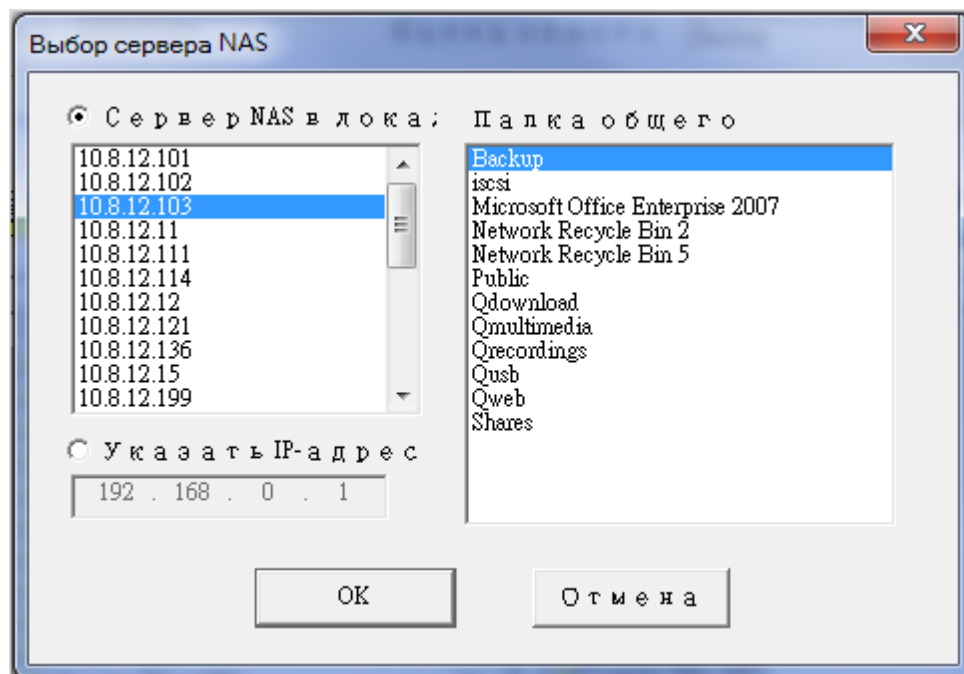 Выбор сервера NAS
Сервер NAS в лока;
10.8.12.101
10.8.12.102
10.8.12.103
10.8.12.11
10.8.12.111
10.8.12.114
10.8.12.12
10.8.12.121
10.8.12.136
10.8.12.15
10.8.12.199
Указать IP-адрес
192 . 168 . 0 . 1
Папка общего
Backup
iscsi
Microsoft Office Enterprise 2007
Network Recycle Bin 2
Network Recycle Bin 5
Public
Qdownload
Qmultimedia
Qrecordings
Qusb
Qweb
Shares
OK
Отмена